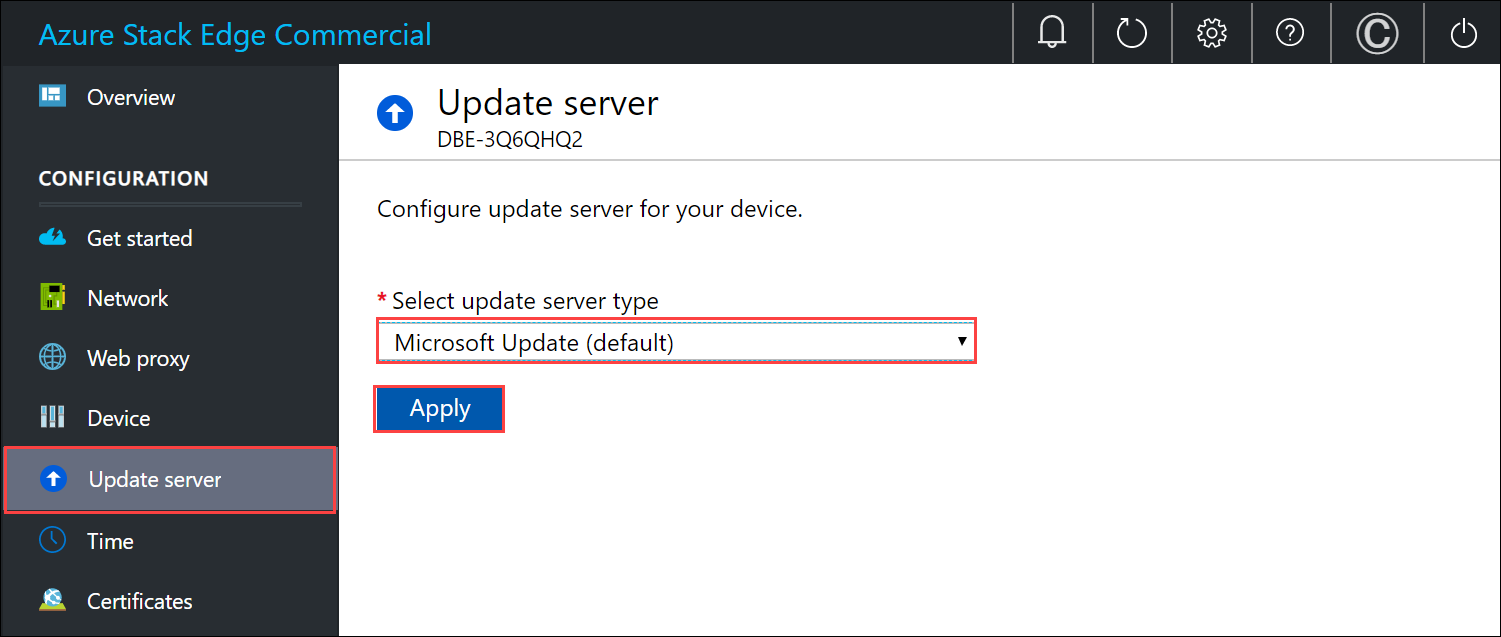 Azure Stack Edge Commercial
Overview
CONFIGURATION
Get started
Network
Web proxy
Device
Update server
Time
Certificates
Update server
DBE-3Q6QHQ2
Configure update server for your device.
* Select update server type
Microsoft Update (default)
Apply